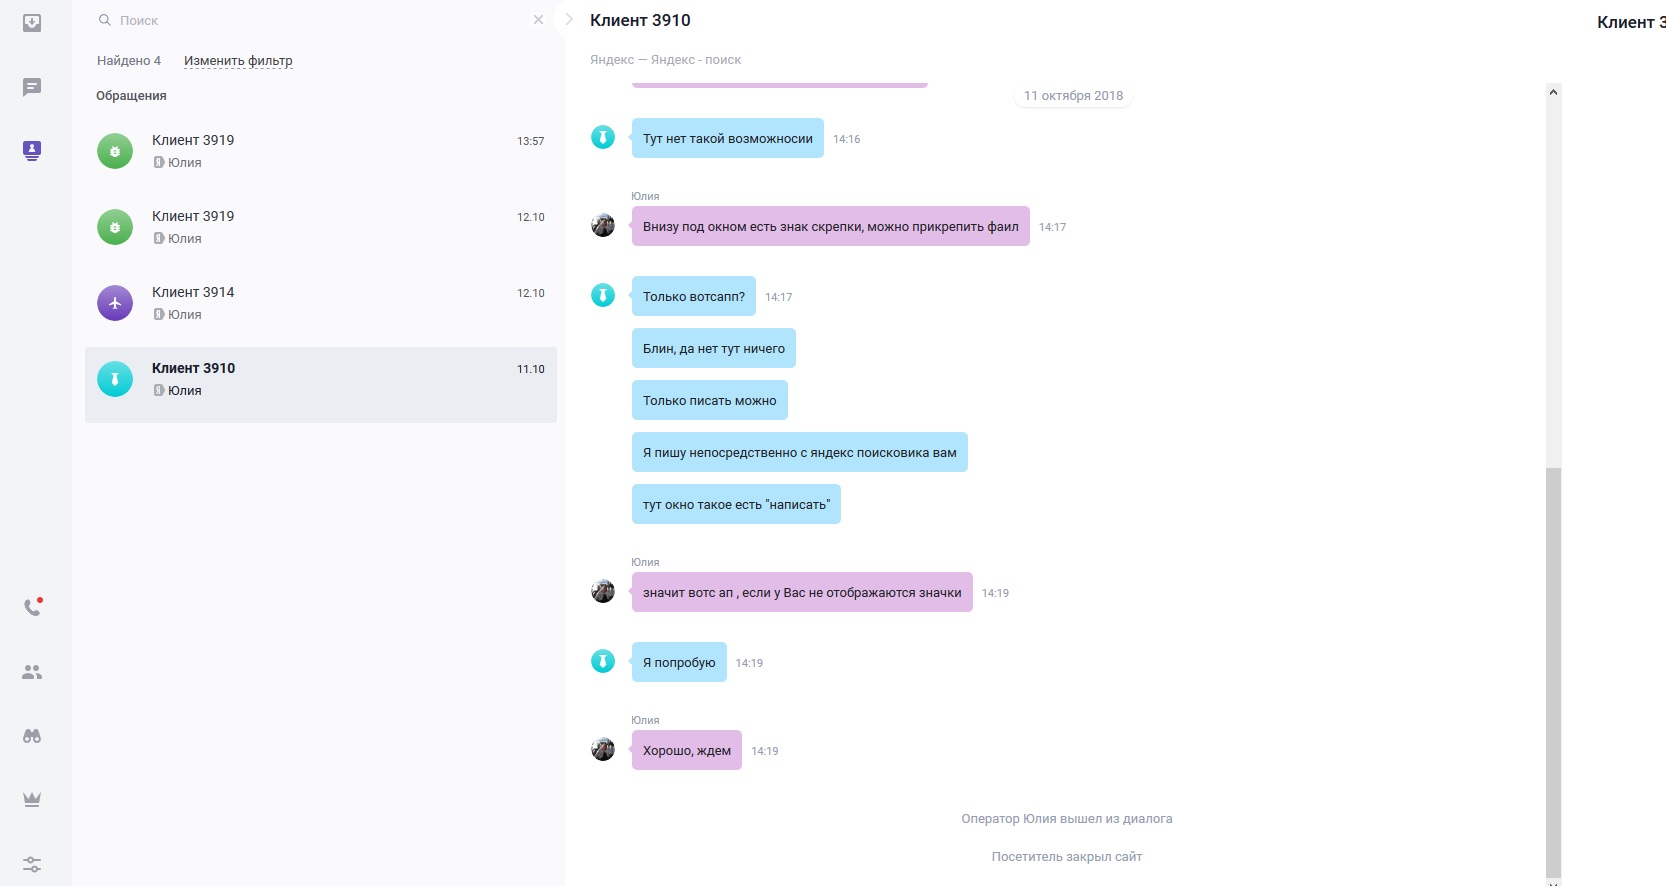 Поиск
Найдено 4 Изменить фильтр
Обращения
Клиент 3919 13:57
Юлия
Клиент 3919 12.10
Юлия
Клиент 3914 12.10
Юлия
Клиент 3910 11.10
Юлия
Клиент 3910
Яндекс — Яндекс - поиск
11 октября 2018
Тут нет такой возможносии 14:16
Юлия
Внизу под окном есть знак скрепки, можно прикрепить фаил 14:17
Только вотсапп? 14:17
Блин, да нет тут ничего
Только писать можно
Я пишу непосредственно с яндекс поисковика вам
тут окно такое есть "написать"
Юлия
значит вотс ап , если у Вас не отображаются значки 14:19
Я попробую 14:19
Юлия
Хорошо, ждем 14:19
Оператор Юлия вышел из диалога
Посетитель закрыл сайт
Клиент 3